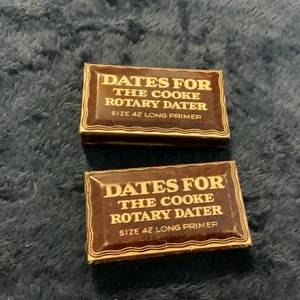 DATES FOR
THE COOKE
ROTARY DATER
SIZE 42 LONG PRIMER
DATES FOR
THE COOKE
ROTARY DATER
SIZE 42 LONG PRIMER